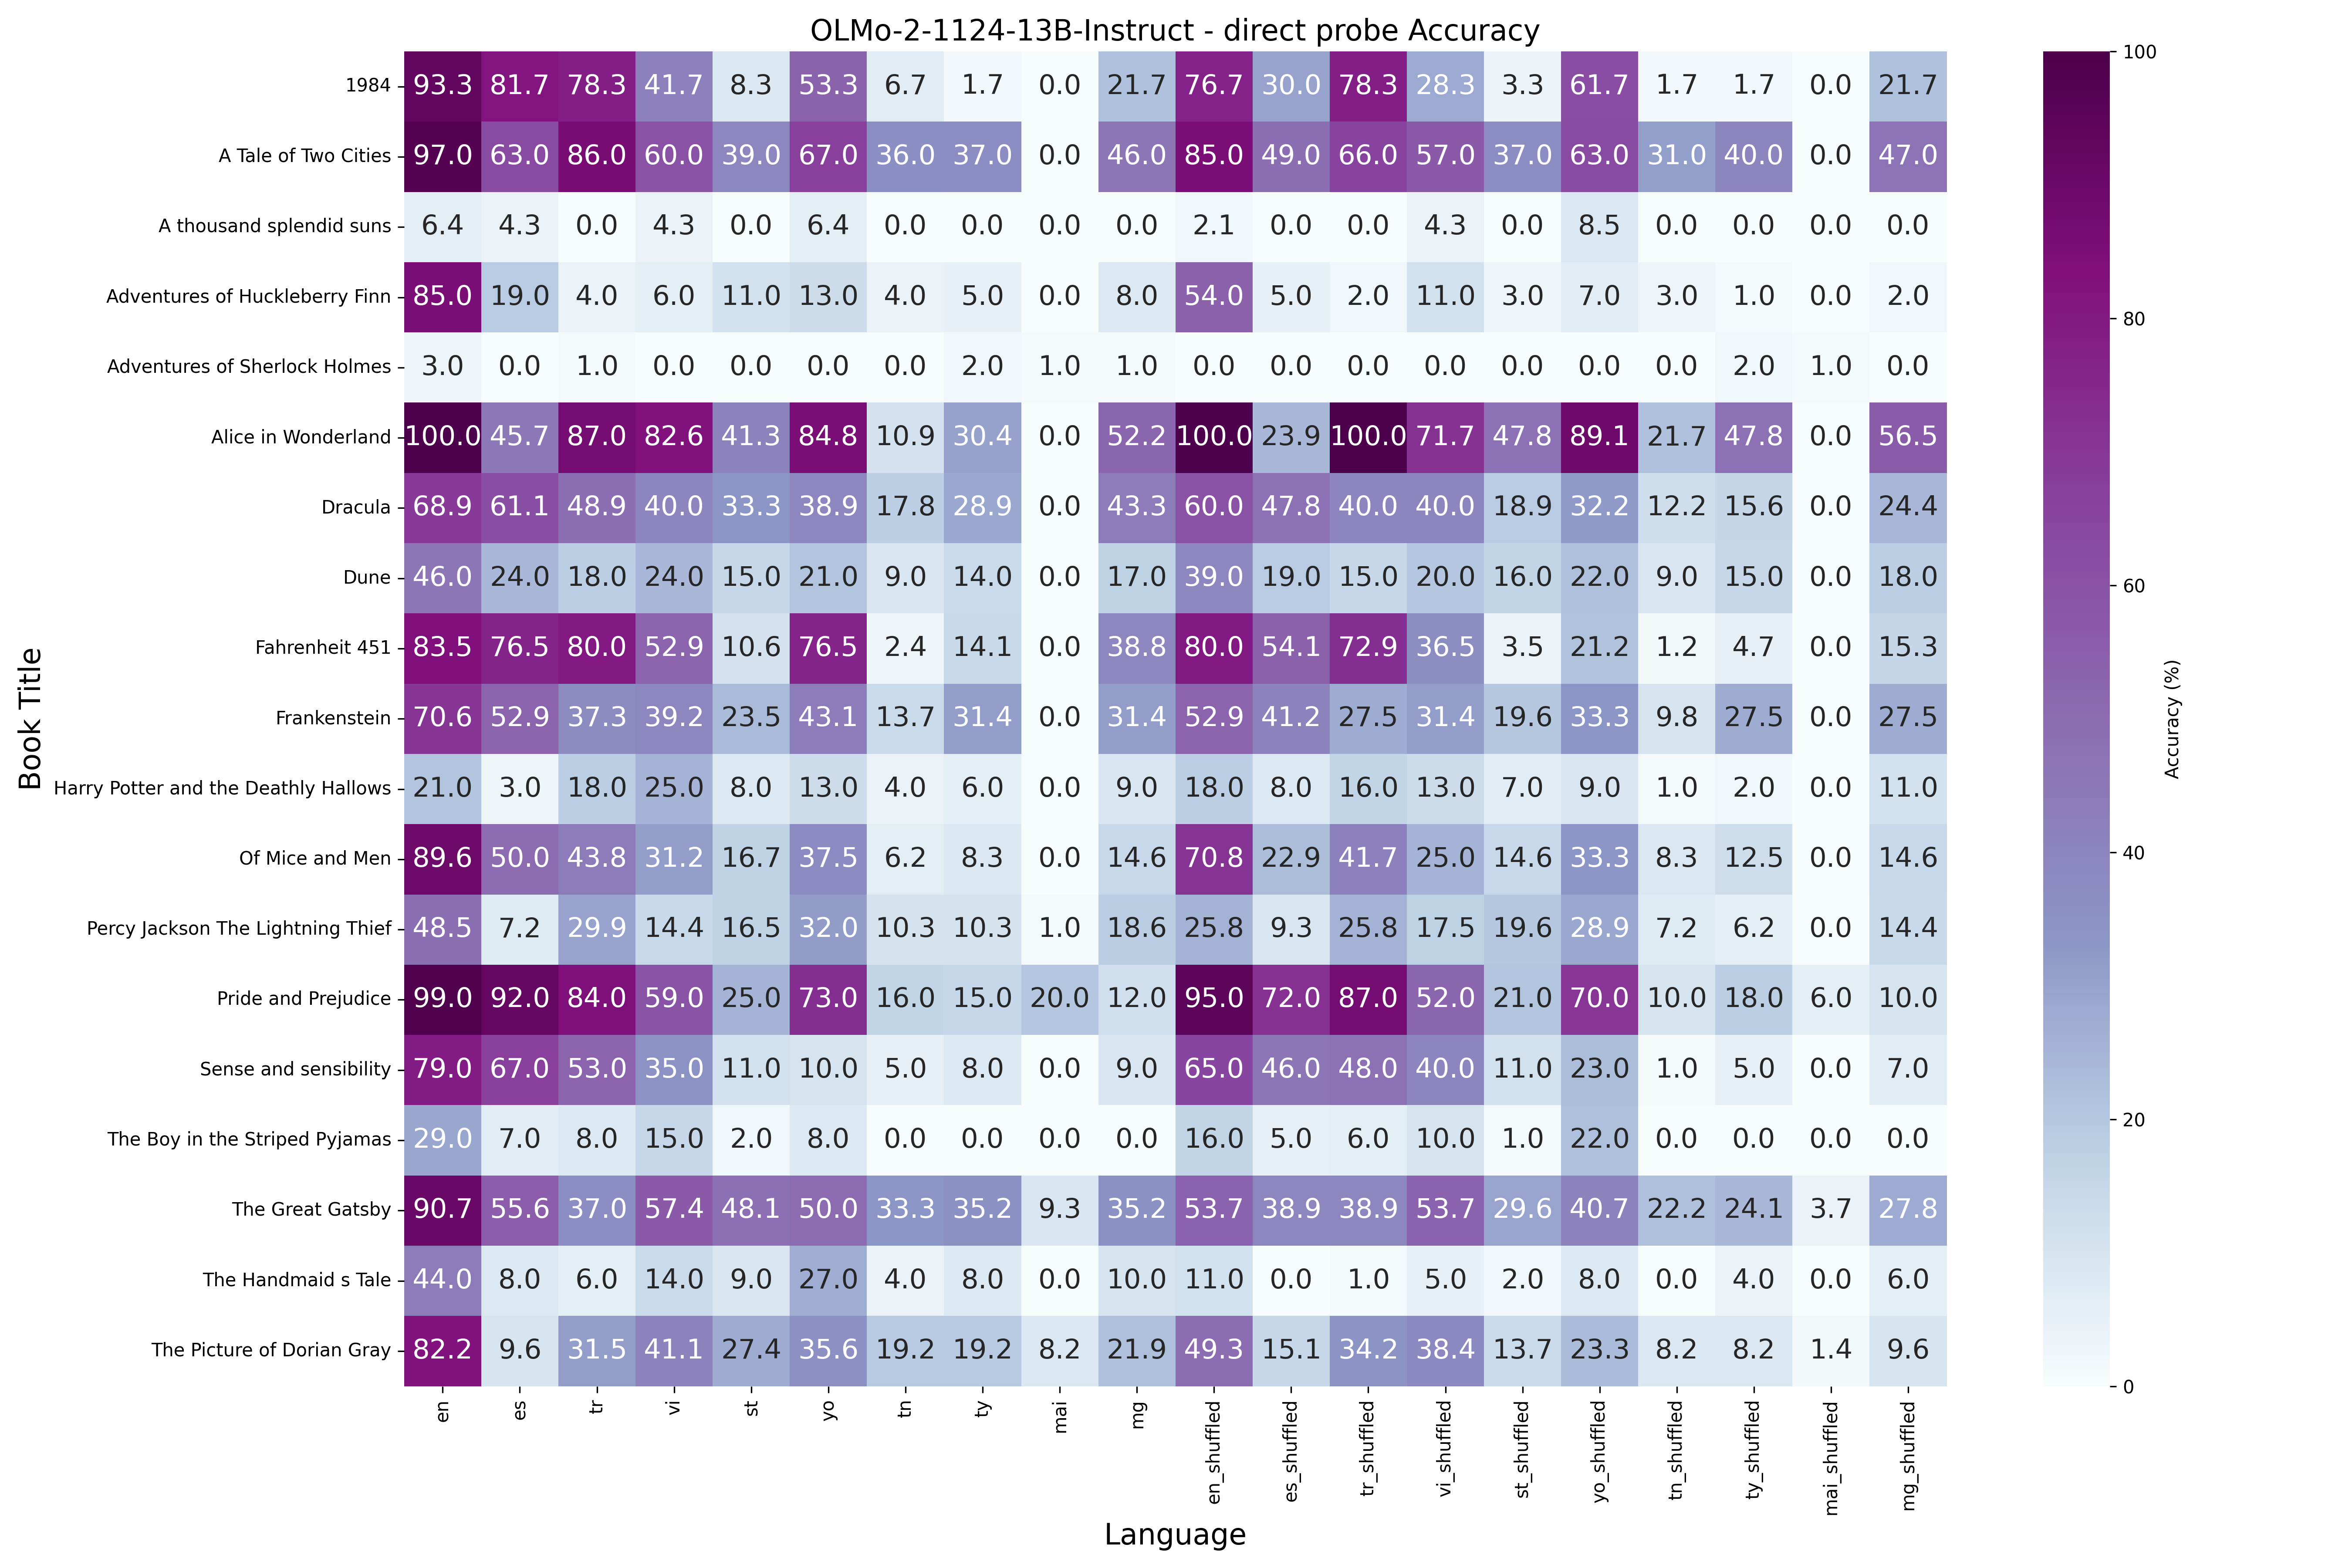 OLMo-2-1124-13B-Instruct - direct probe Accuracy
1984 93.3 81.7 78.3 41.7 8.3 53.3 6.7 1.7 0.0 21.7 76.7 30.0 78.3 28.3 3.3 61.7 1.7 1.7 0.0 21.7
A Tale of Two Cities 97.0 63.0 86.0 60.0 39.0 67.0 36.0 37.0 0.0 46.0 85.0 49.0 66.0 57.0 37.0 63.0 31.0 40.0 0.0 47.0
A thousand splendid suns 6.4 4.3 0.0 4.3 0.0 6.4 0.0 0.0 0.0 0.0 2.1 0.0 0.0 4.3 0.0 8.5 0.0 0.0 0.0 0.0
Adventures of Huckleberry Finn 85.0 19.0 4.0 6.0 11.0 13.0 4.0 5.0 0.0 8.0 54.0 5.0 2.0 11.0 3.0 7.0 3.0 1.0 0.0 2.0
Adventures of Sherlock Holmes 3.0 0.0 1.0 0.0 0.0 0.0 0.0 2.0 1.0 1.0 0.0 0.0 0.0 0.0 0.0 0.0 0.0 2.0 1.0 0.0
Alice in Wonderland 100.0 45.7 87.0 82.6 41.3 84.8 10.9 30.4 0.0 52.2 100.0 23.9 100.0 71.7 47.8 89.1 21.7 47.8 0.0 56.5
Dracula 68.9 61.1 48.9 40.0 33.3 38.9 17.8 28.9 0.0 43.3 60.0 47.8 40.0 40.0 18.9 32.2 12.2 15.6 0.0 24.4
Dune 46.0 24.0 18.0 24.0 15.0 21.0 9.0 14.0 0.0 17.0 39.0 19.0 15.0 20.0 16.0 22.0 9.0 15.0 0.0 18.0
Fahrenheit 451 83.5 76.5 80.0 52.9 10.6 76.5 2.4 14.1 0.0 38.8 80.0 54.1 72.9 36.5 3.5 21.2 1.2 4.7 0.0 15.3
Frankenstein 70.6 52.9 37.3 39.2 23.5 43.1 13.7 31.4 0.0 31.4 52.9 41.2 27.5 31.4 19.6 33.3 9.8 27.5 0.0 27.5
Harry Potter and the Deathly Hallows 21.0 3.0 18.0 25.0 8.0 13.0 4.0 6.0 0.0 9.0 18.0 8.0 16.0 13.0 7.0 9.0 1.0 2.0 0.0 11.0
Of Mice and Men 89.6 50.0 43.8 31.2 16.7 37.5 6.2 8.3 0.0 14.6 70.8 22.9 41.7 25.0 14.6 33.3 8.3 12.5 0.0 14.6
Percy Jackson The Lightning Thief 48.5 7.2 29.9 14.4 16.5 32.0 10.3 10.3 1.0 18.6 25.8 9.3 25.8 17.5 19.6 28.9 7.2 6.2 0.0 14.4
Pride and Prejudice 99.0 92.0 84.0 59.0 25.0 73.0 16.0 15.0 20.0 12.0 95.0 72.0 87.0 52.0 21.0 70.0 10.0 18.0 6.0 10.0
Sense and sensibility 79.0 67.0 53.0 35.0 11.0 10.0 5.0 8.0 0.0 9.0 65.0 46.0 48.0 40.0 11.0 23.0 1.0 5.0 0.0 7.0
The Boy in the Striped Pyjamas 29.0 7.0 8.0 15.0 2.0 8.0 0.0 0.0 0.0 0.0 16.0 5.0 6.0 10.0 1.0 22.0 0.0 0.0 0.0 0.0
The Great Gatsby 90.7 55.6 37.0 57.4 48.1 50.0 33.3 35.2 9.3 35.2 53.7 38.9 38.9 53.7 29.6 40.7 22.2 24.1 3.7 27.8
The Handmaid s Tale 44.0 8.0 6.0 14.0 9.0 27.0 4.0 8.0 0.0 10.0 11.0 0.0 1.0 5.0 2.0 8.0 0.0 4.0 0.0 6.0
The Picture of Dorian Gray 82.2 9.6 31.5 41.1 27.4 35.6 19.2 19.2 8.2 21.9 49.3 15.1 34.2 38.4 13.7 23.3 8.2 8.2 1.4 9.6
en es tr vi st yo tn ty mai mg en_shuffled es_shuffled tr_shuffled vi_shuffled st_shuffled yo_shuffled tn_shuffled ty_shuffled mai_shuffled mg_shuffled
Language
Book Title
100
80
60
40
20
0
Accuracy (%)